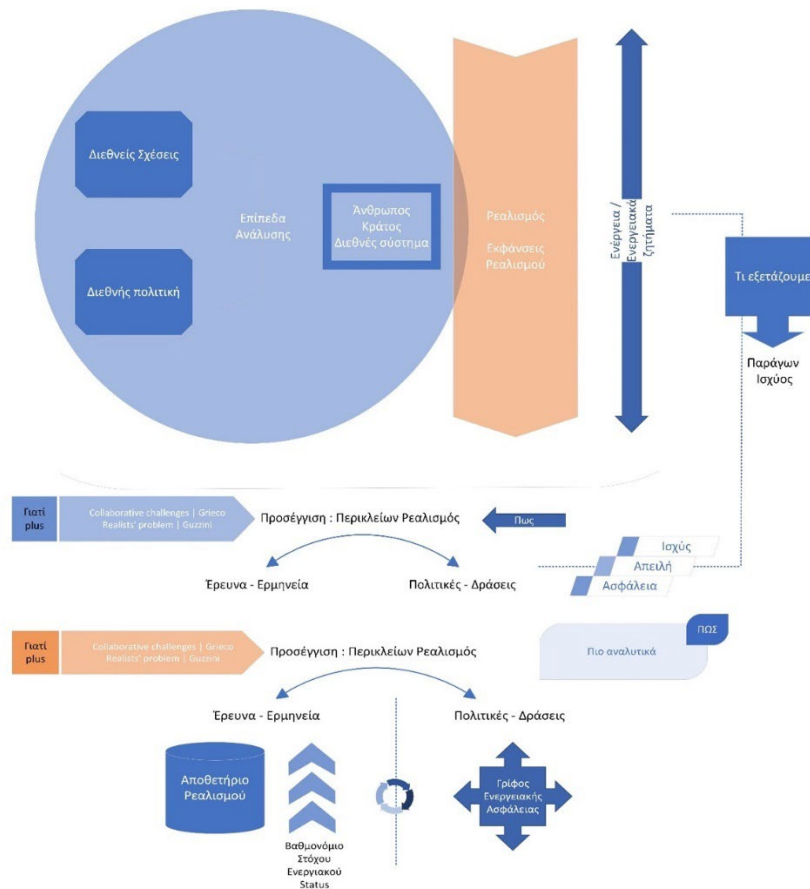 Διεθνείς Σχέσεις
Διεθνής πολιτική
Επίπεδα
Ανάλυσης
Άνθρωπος
Κράτος
Διεθνές σύστημα
Ρεαλισμός
Εκφάνσεις
Ρεαλισμού
Ενέργεια /
Ενεργειακά
ζητήματα
Τι εξετάζουμε
Παράγων
Ισχύος
Γιατί
plus
Collaborative challenges | Grieco
Realists' problem | Guzzini
Προσέγγιση : Περικλείων Ρεαλισμός
Πως
Έρευνα - Ερμηνεία
Πολιτικές - Δράσεις
Ισχύς
Απειλή
Ασφάλεια
Γιατί
plus
Collaborative challenges | Grieco
Realists' problem | Guzzini
Προσέγγιση : Περικλείων Ρεαλισμός
ΠΩΣ
Πιο αναλυτικά
Έρευνα - Ερμηνεία
Πολιτικές - Δράσεις
Αποθετήριο
Ρεαλισμού
Βαθμονόμιο
Στόχου
Ενεργειακού
Status
Γρίφος
Ενεργειακής
Ασφάλειας